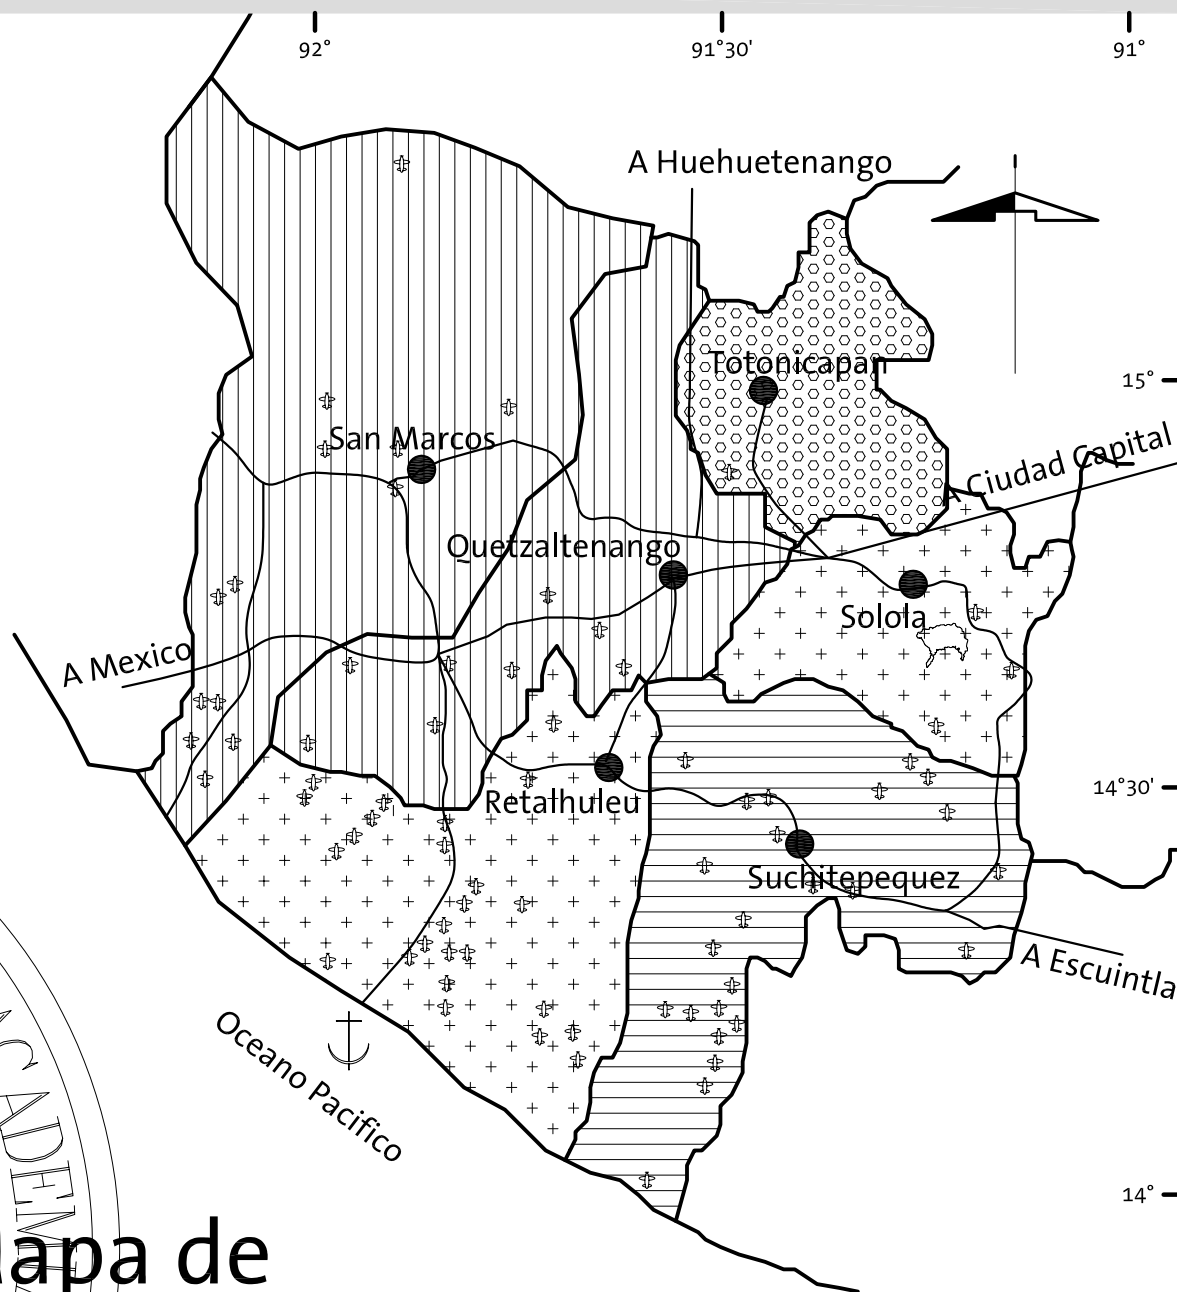 92°
91°30'
91°
A Huehuetenango
Totonicapan
15°
San Marcos
A Ciudad Capital
Quetzaltenango
Solola
A Mexico
14°30'
Retalhuleu
Suchitepequez
A Escuintla
Oceano Pacifico
14°
apa de